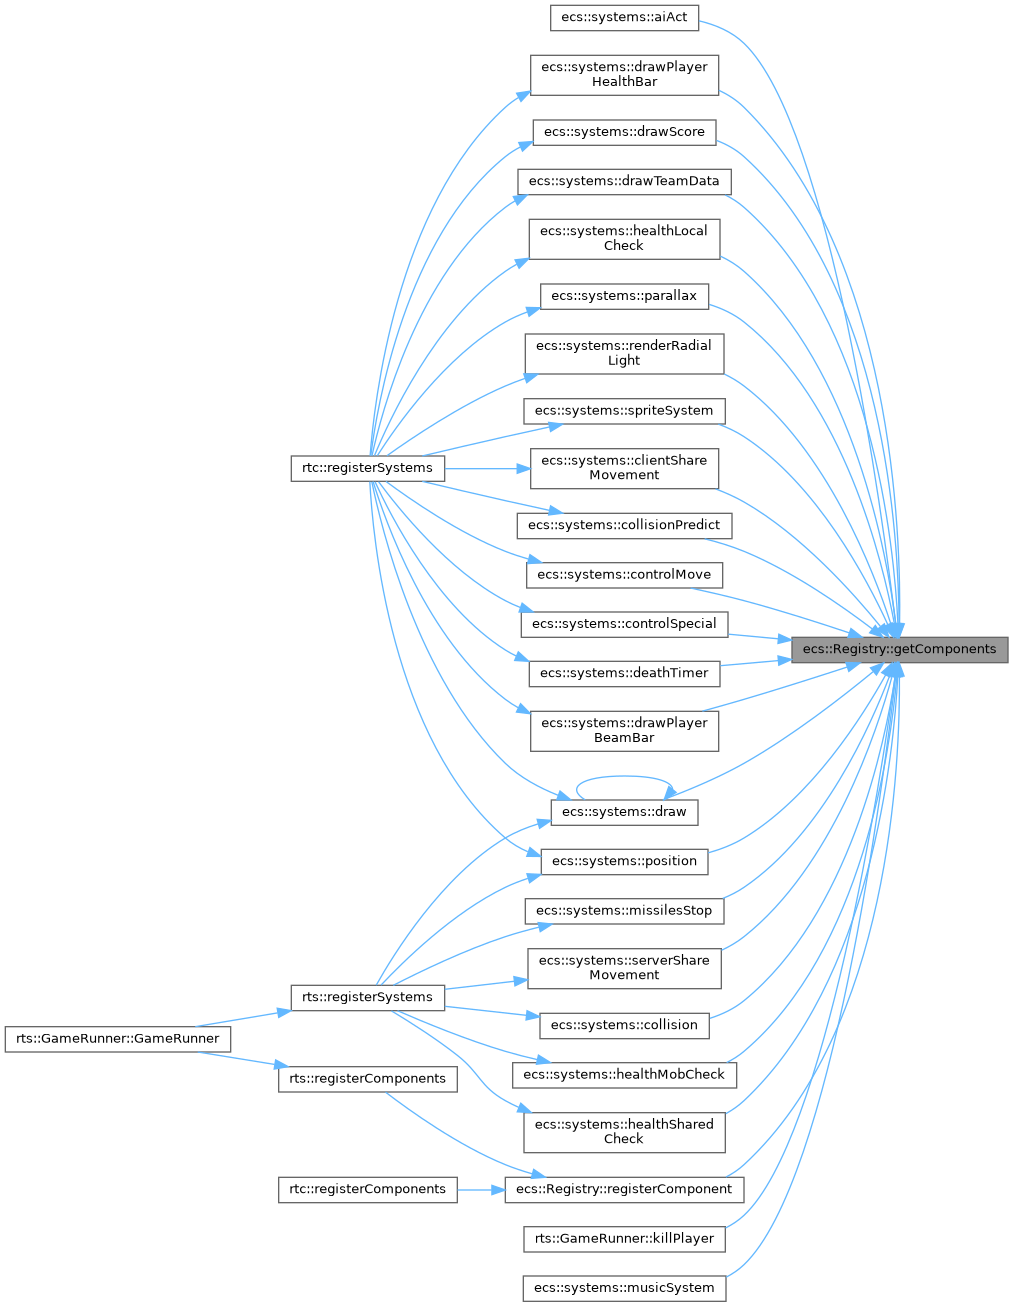 ecs::systems::aiAct
ecs::systems::drawPlayer
HealthBar
ecs::systems::drawScore
ecs::systems::drawTeamData
ecs::systems::healthLocal
Check
ecs::systems::parallax
ecs::systems::renderRadial
Light
ecs::systems::spriteSystem
rtc::registerSystems
ecs::systems::clientShare
Movement
ecs::systems::collisionPredict
ecs::systems::controlMove
ecs::systems::controlSpecial
ecs::Registry::getComponents
ecs::systems::deathTimer
ecs::systems::drawPlayer
BeamBar
ecs::systems::draw
ecs::systems::position
ecs::systems::missilesStop
ecs::systems::serverShare
Movement
rts::registerSystems
ecs::systems::collision
rts::GameRunner::GameRunner
rts::registerComponents
ecs::systems::healthMobCheck
ecs::systems::healthShared
Check
rtc::registerComponents
ecs::Registry::registerComponent
rts::GameRunner::killPlayer
ecs::systems::musicSystem